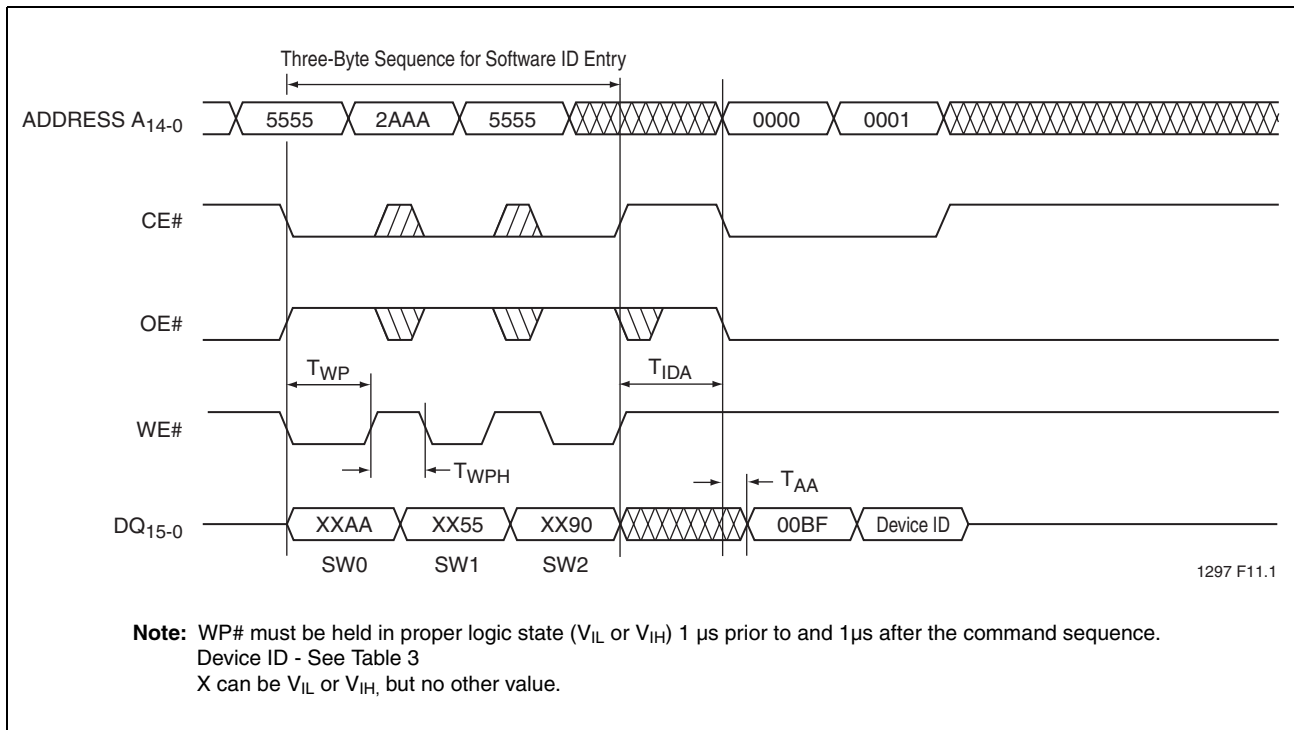 Three-Byte Sequence for Software ID Entry
ADDRESS A14-0 5555 2AAA 5555 0000 0001
CE#
OE#
TWP TIDA
WE#
TWPH TAA
DQ15-0 XXAA XX55 XX90 00BF Device ID
SW0 SW1 SW2
1297 F11.1
Note: WP# must be held in proper logic state (VIL or VIH) 1 µs prior to and 1µs after the command sequence.
Device ID - See Table 3
X can be VIL or VIH, but no other value.